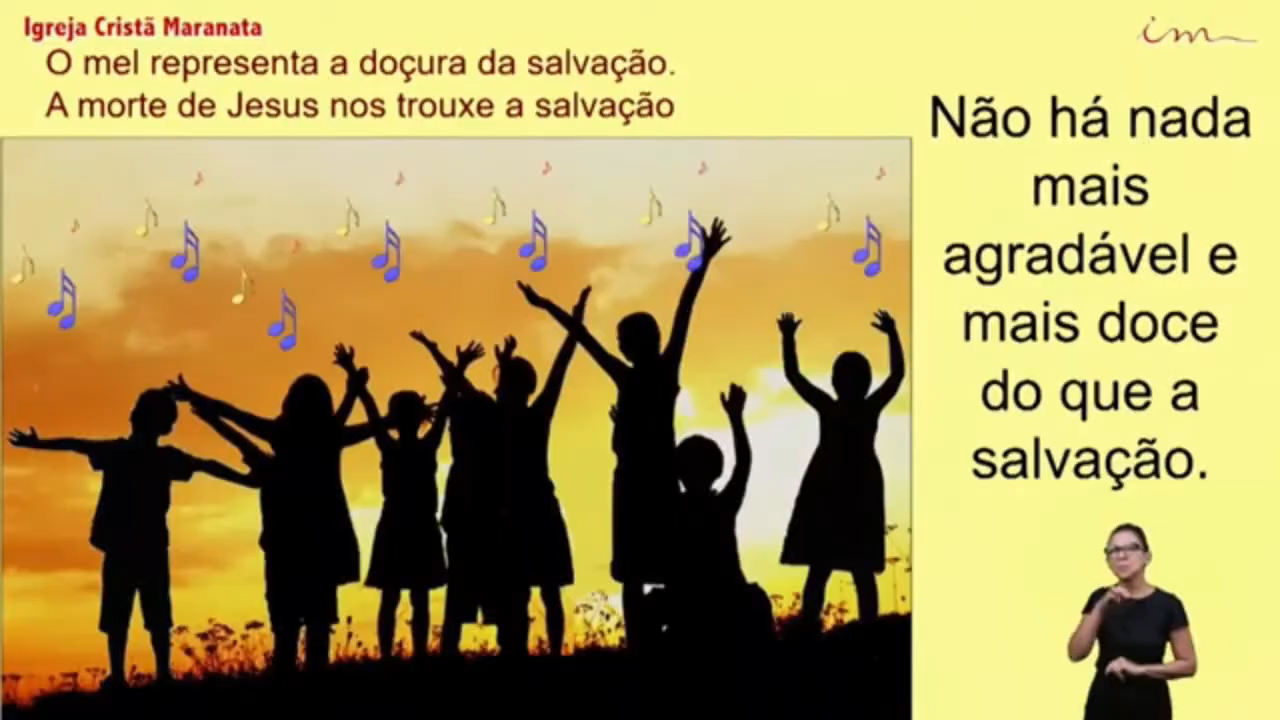 Igreja Cristã Maranata
O mel representa a doçura da salvação.
A morte de Jesus nos trouxe a salvação
im
Não há nada
mais
agradável e
mais doce
do que a
salvação.